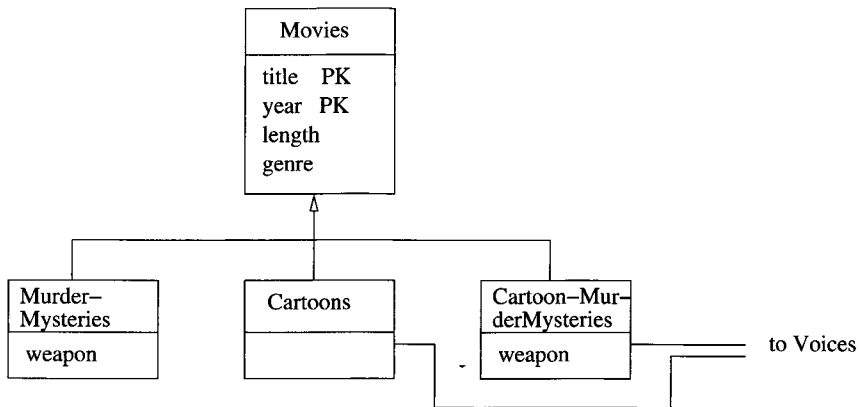 Movies
title PK
year PK
length
genre
Murder–
Mysteries
weapon
Cartoons
Cartoon–Mur–
derMysteries
weapon
to Voices